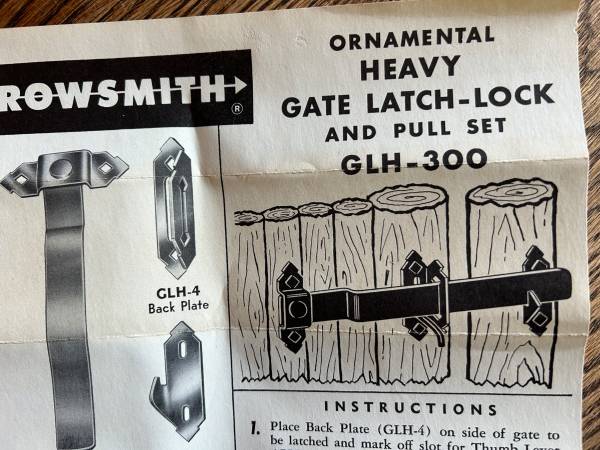 ROWSMITH
®
ORNAMENTAL
HEAVY
GATE LATCH-LOCK
AND PULL SET
GLH-300
GLH-4
Back Plate
INSTRUCTIONS
1. Place Back Plate (GLH-4) on side of gate to
be latched and mark off slot for Thumb Lever